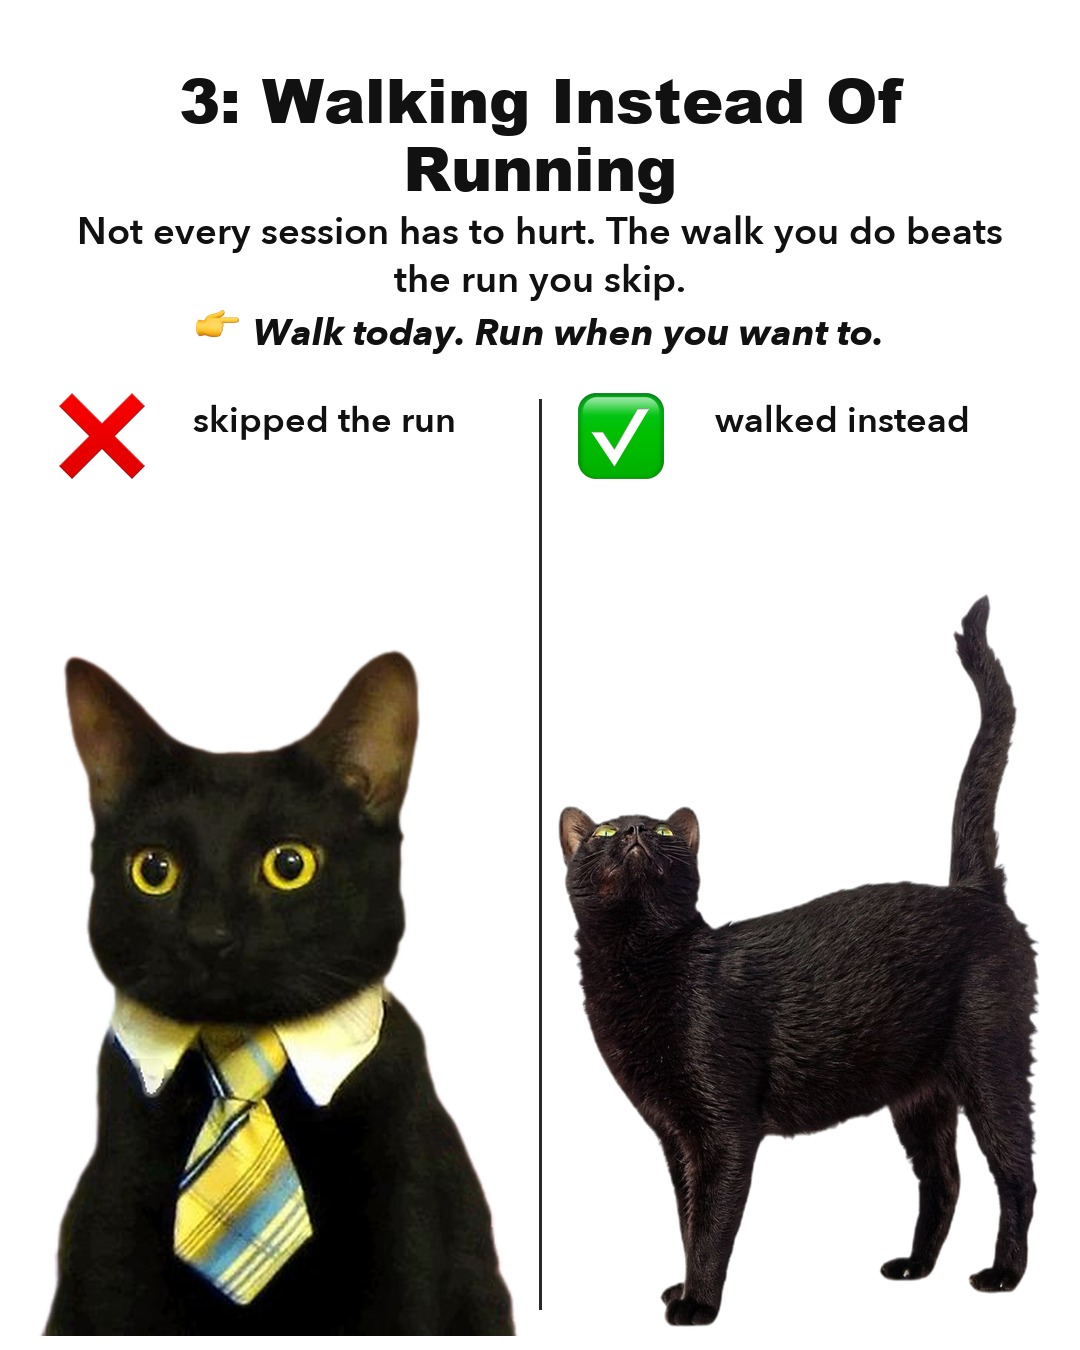 3: Walking Instead Of
Running
Not every session has to hurt. The walk you do beats
the run you skip.
👉 Walk today. Run when you want to.
❌ skipped the run
✅ walked instead